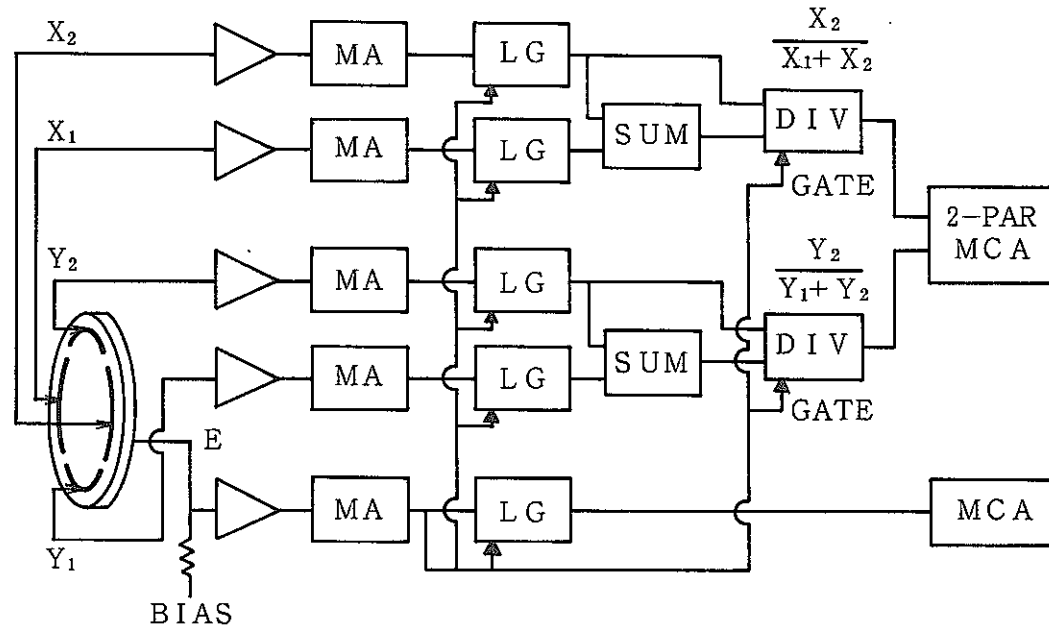 X₂
MA
LG
X₂
X₁+ X₂
X₁
MA
LG
SUM
DIV
GATE
2-PAR
MCA
Y₂
MA
LG
Y₂
Y₁+ Y₂
MA
LG
SUM
DIV
GATE
E
MA
LG
MCA
Y₁
BIAS